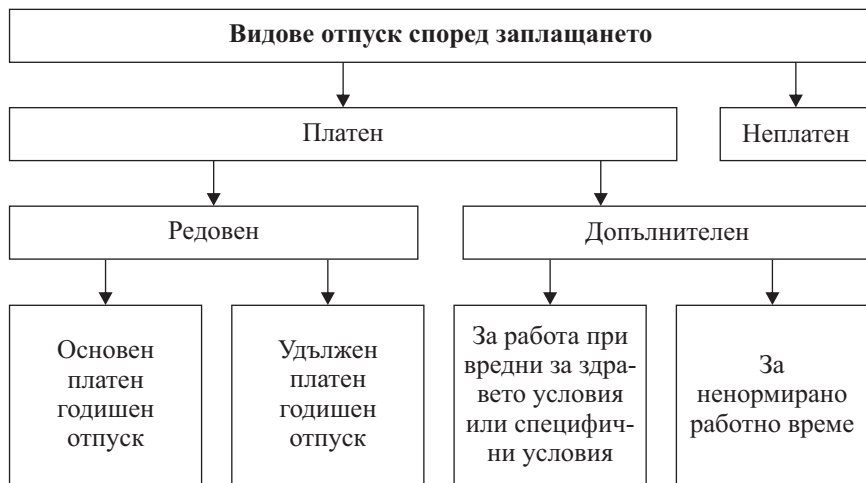 Видове отпуск според заплащането
Платен
Неплатен
Редовен
Допълнителен
Основен
платен
годишен
отпуск
Удължен
платен
годишен
отпуск
За работа при
вредни за здра-
вето условия
или специфич-
ни условия
За
ненормирано
работно време